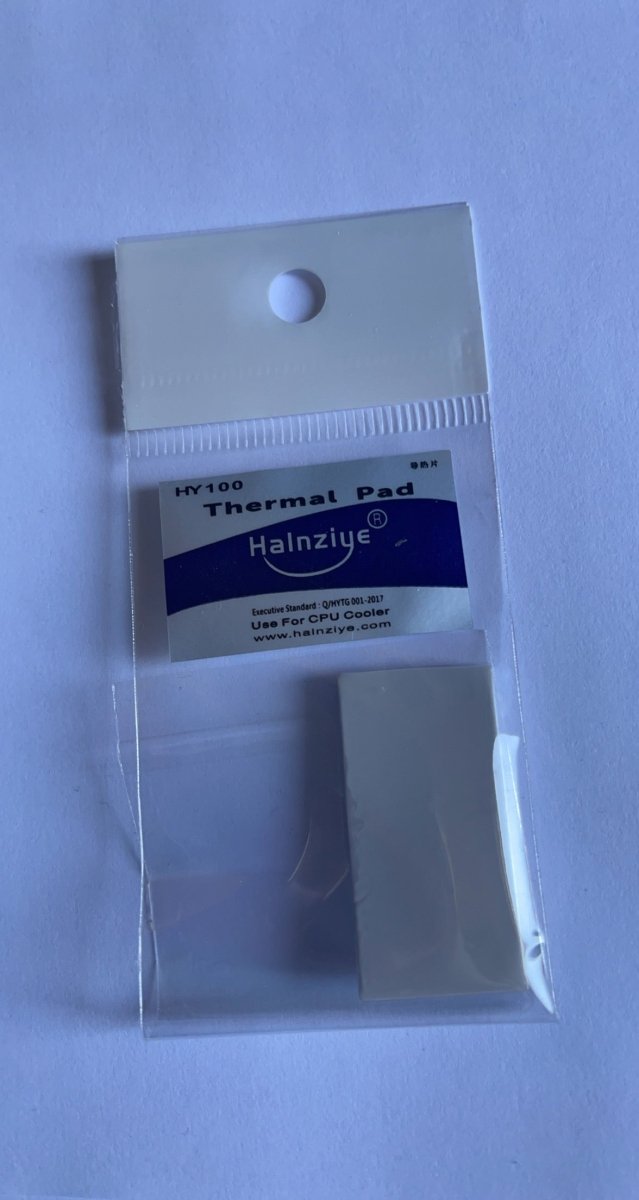 HY100
导热片
Thermal Pad
Halnziye®
Executive Standard : Q/HYTG 001-2017
Use For CPU Cooler
www.halnziye.com